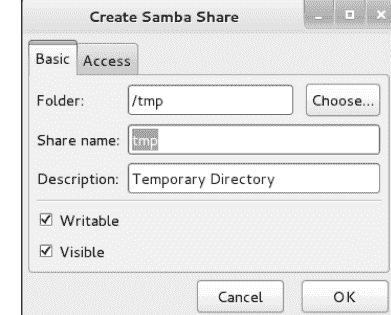 Create Samba Share
Basic Access
Folder: /tmp Choose...
Share name: tmp
Description: Temporary Directory
Writable
Visible
Cancel OK